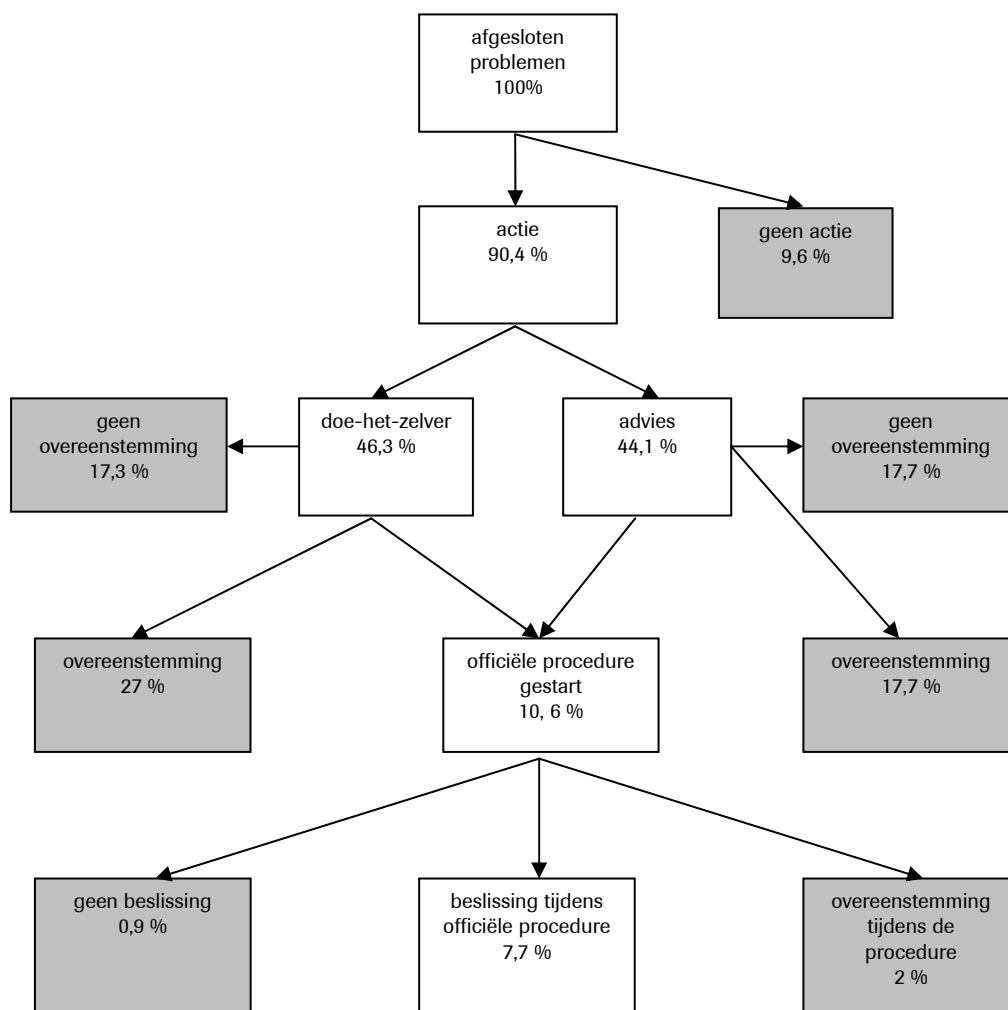 afgesloten
problemen
100%
actie
90,4 %
geen actie
9,6 %
geen
overeenstemming
17,3 %
doe-het-zelver
46,3 %
advies
44,1 %
geen
overeenstemming
17,7 %
overeenstemming
27 %
officiële procedure
gestart
10, 6 %
overeenstemming
17,7 %
geen beslissing
0,9 %
beslissing tijdens
officiële procedure
7,7 %
overeenstemming
tijdens de
procedure
2 %